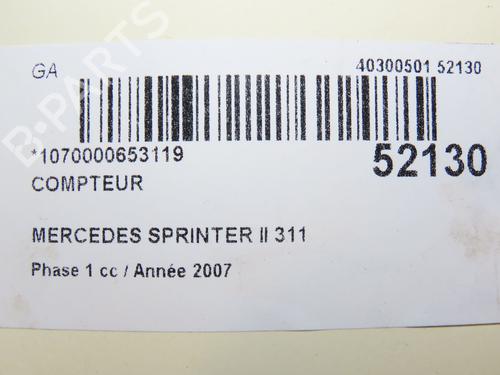 GA 40300501 52130
*1070000653119 52130
COMPTEUR
MERCEDES SPRINTER II 311
Phase 1 cc / Année 2007
B-PARTS